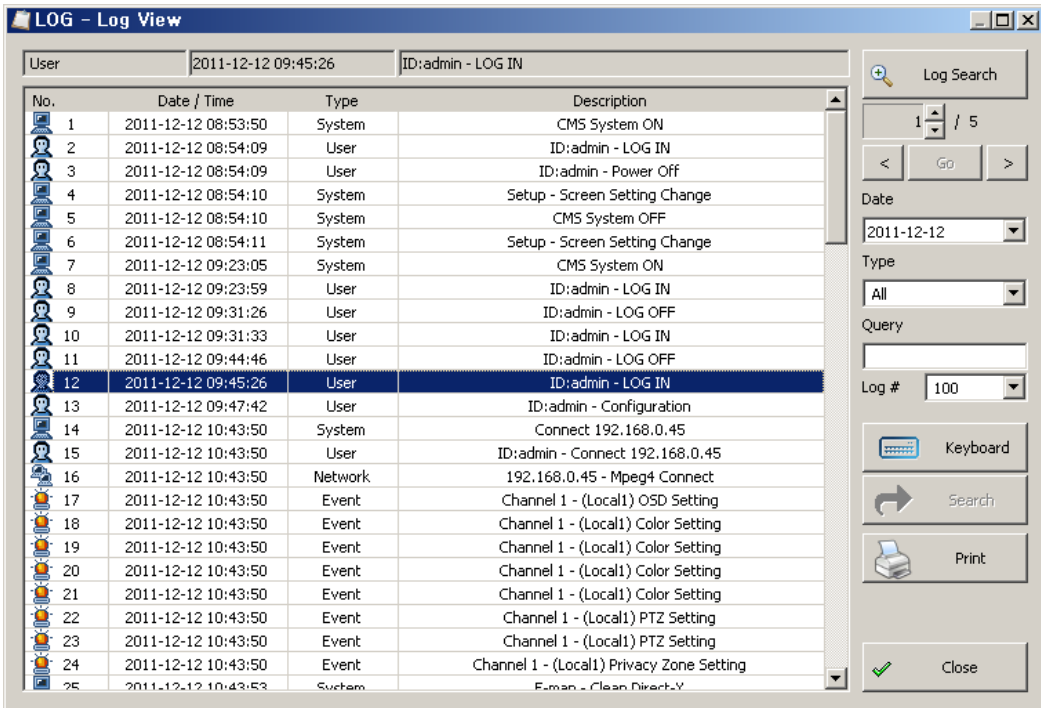 LOG - Log View
User 2011-12-12 09:45:26 ID:admin - LOG IN
No. Date / Time Type Description
1 2011-12-12 08:53:50 System CMS System ON
2 2011-12-12 08:54:09 User ID:admin - LOG IN
3 2011-12-12 08:54:09 User ID:admin - Power Off
4 2011-12-12 08:54:10 System Setup - Screen Setting Change
5 2011-12-12 08:54:10 System CMS System OFF
6 2011-12-12 08:54:11 System Setup - Screen Setting Change
7 2011-12-12 09:23:05 System CMS System ON
8 2011-12-12 09:23:59 User ID:admin - LOG IN
9 2011-12-12 09:31:26 User ID:admin - LOG OFF
10 2011-12-12 09:31:33 User ID:admin - LOG IN
11 2011-12-12 09:44:46 User ID:admin - LOG OFF
12 2011-12-12 09:45:26 User ID:admin - LOG IN
13 2011-12-12 09:47:42 User ID:admin - Configuration
14 2011-12-12 10:43:50 System Connect 192.168.0.45
15 2011-12-12 10:43:50 User ID:admin - Connect 192.168.0.45
16 2011-12-12 10:43:50 Network 192.168.0.45 - Mpeg4 Connect
17 2011-12-12 10:43:50 Event Channel 1 - (Local1) OSD Setting
18 2011-12-12 10:43:50 Event Channel 1 - (Local1) Color Setting
19 2011-12-12 10:43:50 Event Channel 1 - (Local1) Color Setting
20 2011-12-12 10:43:50 Event Channel 1 - (Local1) Color Setting
21 2011-12-12 10:43:50 Event Channel 1 - (Local1) Color Setting
22 2011-12-12 10:43:50 Event Channel 1 - (Local1) PTZ Setting
23 2011-12-12 10:43:50 Event Channel 1 - (Local1) PTZ Setting
24 2011-12-12 10:43:50 Event Channel 1 - (Local1) Privacy Zone Setting
25 2011-12-12 10:43:53 System E-map - Clean Direct-X
Log Search
1 / 5
< Go >
Date
2011-12-12
Type
All
Query
Log # 100
Keyboard
Search
Print
Close